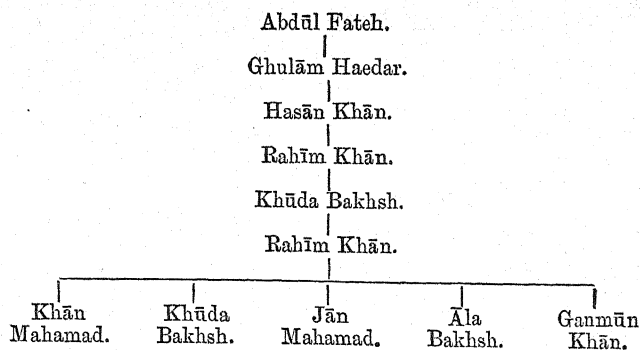 Abdūl Fateh.
Ghulām Haedar.
Hasān Khān.
Rahīm Khān.
Khūda Bakhsh.
Rahīm Khān.
Khān Mahamad.
Khūda Bakhsh.
Jān Mahamad.
Āla Bakhsh.
Ganmūn Khān.